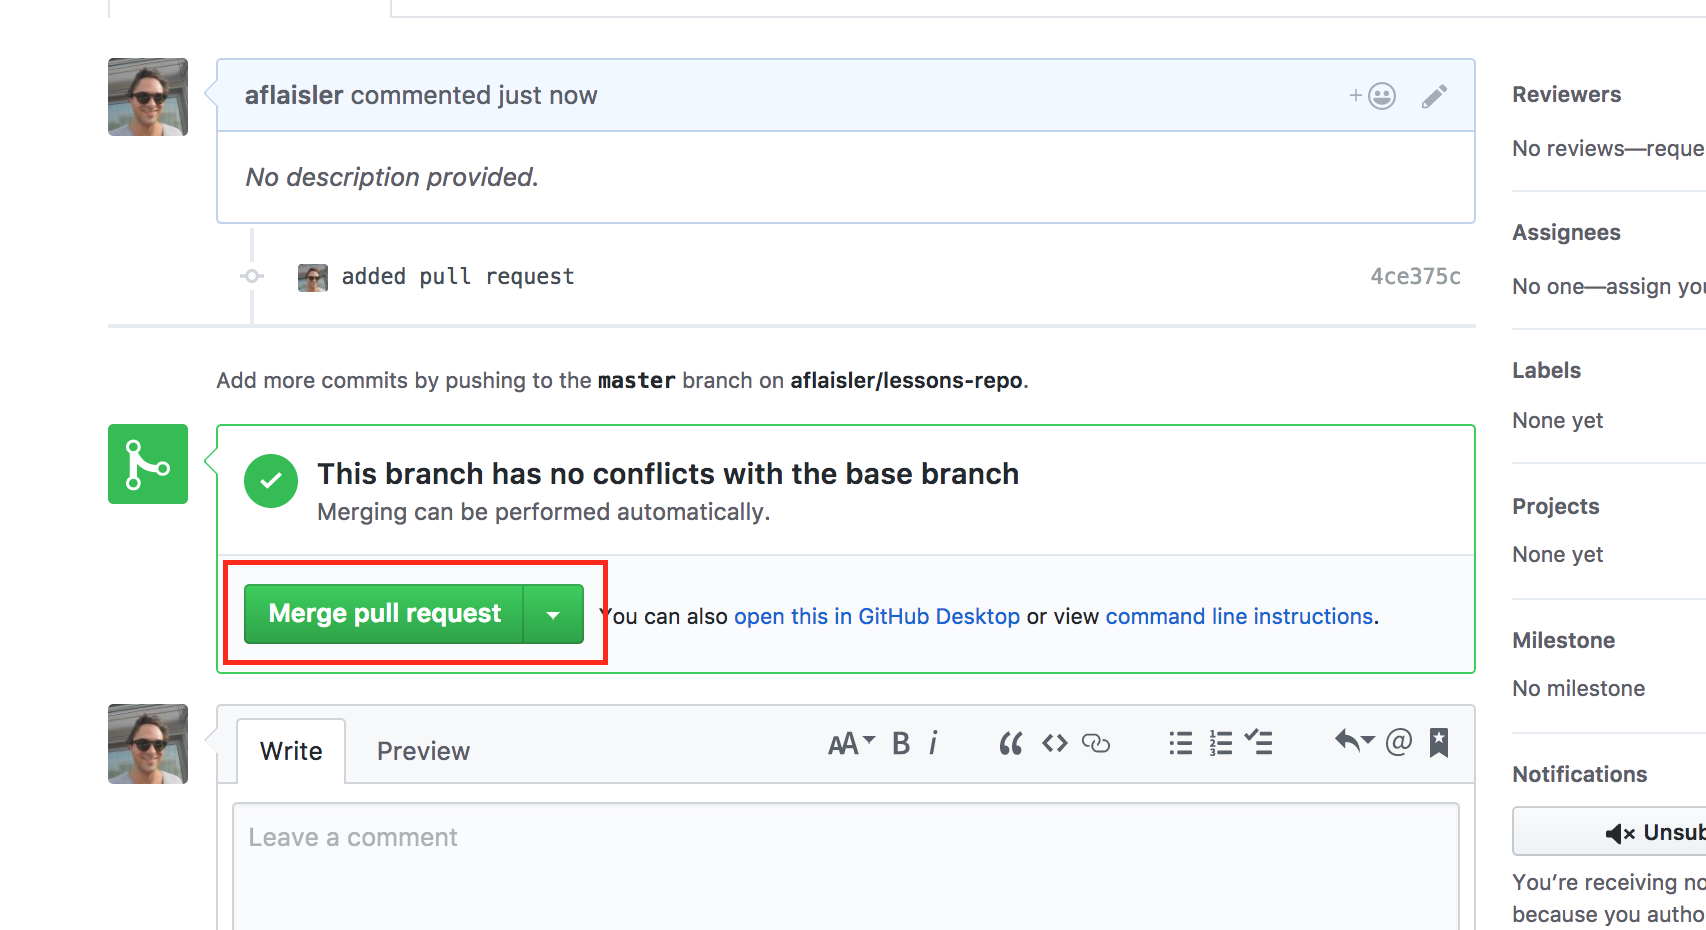 aflaisler commented just now
No description provided.
added pull request 4ce375c
Add more commits by pushing to the master branch on aflaisler/lessons-repo.
This branch has no conflicts with the base branch
Merging can be performed automatically.
Merge pull request
You can also open this in GitHub Desktop or view command line instructions.
Write Preview
AA B i
Leave a comment
Reviewers
No reviews—reque
Assignees
No one—assign you
Labels
None yet
Projects
None yet
Milestone
No milestone
Notifications
Unsub
You’re receiving no
because you autho